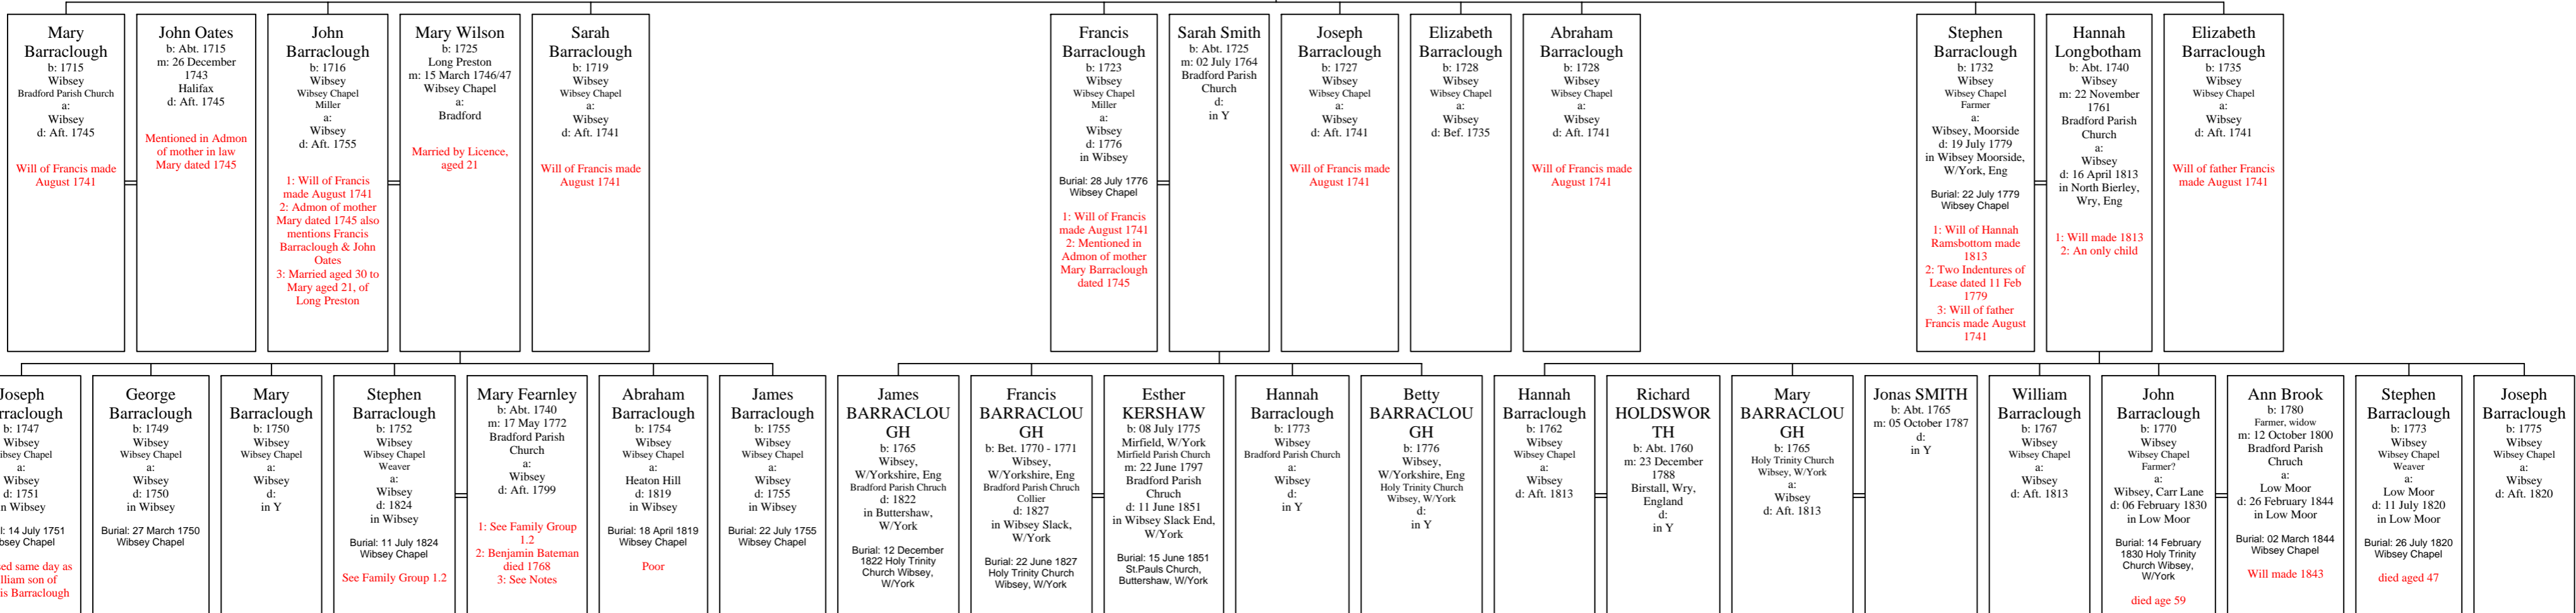 Mary
Barraclough
b: 1715
Wibsey
Bradford Parish Church
a:
Wibsey
d: Aft. 1745
Will of Francis made
August 1741
John Oates
b: Abt. 1715
m: 26 December
1743
Halifax
d: Aft. 1745
Mentioned in Admon
of mother in law
Mary dated 1745
John
Barraclough
b: 1716
Wibsey
Wibsey Chapel
Miller
a:
Wibsey
d: Aft. 1755
1: Will of Francis
made August 1741
2: Admon of mother
Mary dated 1745 also
mentions Francis
Barraclough & John
Oates
3: Married aged 30 to
Mary aged 21, of
Long Preston
Mary Wilson
b: 1725
Long Preston
m: 15 March 1746/47
Wibsey Chapel
a:
Bradford
Married by Licence,
aged 21
Sarah
Barraclough
b: 1719
Wibsey
Wibsey Chapel
a:
Wibsey
d: Aft. 1741
Will of Francis made
August 1741
Francis
Barraclough
b: 1723
Wibsey
Wibsey Chapel
Miller
a:
Wibsey
d: 1776
in Wibsey
Burial: 28 July 1776
Wibsey Chapel
1: Will of Francis
made August 1741
2: Mentioned in
Admon of mother
Mary Barraclough
dated 1745
Sarah Smith
b: Abt. 1725
m: 02 July 1764
Bradford Parish
Church
d:
in Y
Joseph
Barraclough
b: 1727
Wibsey
Wibsey Chapel
a:
Wibsey
d: Aft. 1741
Will of Francis made
August 1741
Elizabeth
Barraclough
b: 1728
Wibsey
Wibsey Chapel
a:
Wibsey
d: Bef. 1735
Abraham
Barraclough
b: 1728
Wibsey
Wibsey Chapel
a:
Wibsey
d: Aft. 1741
Will of Francis made
August 1741
Stephen
Barraclough
b: 1732
Wibsey
Wibsey Chapel
Farmer
a:
Wibsey, Moorside
d: 19 July 1779
in Wibsey Moorside,
W/York, Eng
Burial: 22 July 1779
Wibsey Chapel
1: Will of Hannah
Ramsbottom made
1813
2: Two Indentures of
Lease dated 11 Feb
1779
3: Will of father
Francis made August
1741
Hannah
Longbotham
b: Abt. 1740
Wibsey
m: 22 November
1761
Bradford Parish
Church
a:
Wibsey
d: 16 April 1813
in North Bierley,
Wry, Eng
1: Will made 1813
2: An only child
Elizabeth
Barraclough
b: 1735
Wibsey
Wibsey Chapel
a:
Wibsey
d: Aft. 1741
Will of father Francis
made August 1741
Joseph
rraclough
b: 1747
Wibsey
ibsey Chapel
a:
Wibsey
d: 1751
n Wibsey
l: 14 July 1751
bsey Chapel
sed same day as
lliam son of
is Barraclough
George
Barraclough
b: 1749
Wibsey
Wibsey Chapel
a:
Wibsey
d: 1750
in Wibsey
Burial: 27 March 1750
Wibsey Chapel
Mary
Barraclough
b: 1750
Wibsey
Wibsey Chapel
a:
Wibsey
d:
in Y
Stephen
Barraclough
b: 1752
Wibsey
Wibsey Chapel
Weaver
a:
Wibsey
d: 1824
in Wibsey
Burial: 11 July 1824
Wibsey Chapel
See Family Group 1.2
Mary Fearnley
b: Abt. 1740
m: 17 May 1772
Bradford Parish
Church
a:
Wibsey
d: Aft. 1799
1: See Family Group
1.2
2: Benjamin Bateman
died 1768
3: See Notes
Abraham
Barraclough
b: 1754
Wibsey
Wibsey Chapel
a:
Heaton Hill
d: 1819
in Wibsey
Burial: 18 April 1819
Wibsey Chapel
Poor
James
Barraclough
b: 1755
Wibsey
Wibsey Chapel
a:
Wibsey
d: 1755
in Wibsey
Burial: 22 July 1755
Wibsey Chapel
James
BARRACLOU
GH
b: 1765
Wibsey,
W/Yorkshire, Eng
Bradford Parish Chruch
d: 1822
in Buttershaw,
W/York
Burial: 12 December
1822 Holy Trinity
Church Wibsey,
W/York
Francis
BARRACLOU
GH
b: Bet. 1770 - 1771
Wibsey,
W/Yorkshire, Eng
Bradford Parish Chruch
Collier
d: 1827
in Wibsey Slack,
W/York
Burial: 22 June 1827
Holy Trinity Church
Wibsey, W/York
Esther
KERSHAW
b: 08 July 1775
Mirfield, W/York
Mirfield Parish Church
m: 22 June 1797
Bradford Parish
Chruch
d: 11 June 1851
in Wibsey Slack End,
W/York
Burial: 15 June 1851
St.Pauls Church,
Buttershaw, W/York
Hannah
Barraclough
b: 1773
Wibsey
Bradford Parish Church
a:
Wibsey
d:
in Y
Betty
BARRACLOU
GH
b: 1776
Wibsey,
W/Yorkshire, Eng
Holy Trinity Church
Wibsey, W/York
d:
in Y
Hannah
Barraclough
b: 1762
Wibsey
Wibsey Chapel
a:
Wibsey
d: Aft. 1813
Richard
HOLDSWOR
TH
b: Abt. 1760
m: 23 December
1788
Birstall, Wry,
England
d:
in Y
Mary
BARRACLOU
GH
b: 1765
Holy Trinity Church
Wibsey, W/York
a:
Wibsey
d: Aft. 1813
Jonas SMITH
b: Abt. 1765
m: 05 October 1787
d:
in Y
William
Barraclough
b: 1767
Wibsey
Wibsey Chapel
a:
Wibsey
d: Aft. 1813
John
Barraclough
b: 1770
Wibsey
Wibsey Chapel
Farmer?
a:
Wibsey, Carr Lane
d: 06 February 1830
in Low Moor
Burial: 14 February
1830 Holy Trinity
Church Wibsey,
W/York
died age 59
Ann Brook
b: 1780
Farmer, widow
m: 12 October 1800
Bradford Parish
Chruch
a:
Low Moor
d: 26 February 1844
in Low Moor
Burial: 02 March 1844
Wibsey Chapel
Will made 1843
Stephen
Barraclough
b: 1773
Wibsey
Wibsey Chapel
Weaver
a:
Low Moor
d: 11 July 1820
in Low Moor
Burial: 26 July 1820
Wibsey Chapel
died aged 47
Joseph
Barraclough
b: 1775
Wibsey
Wibsey Chapel
a:
Wibsey
d: Aft. 1820